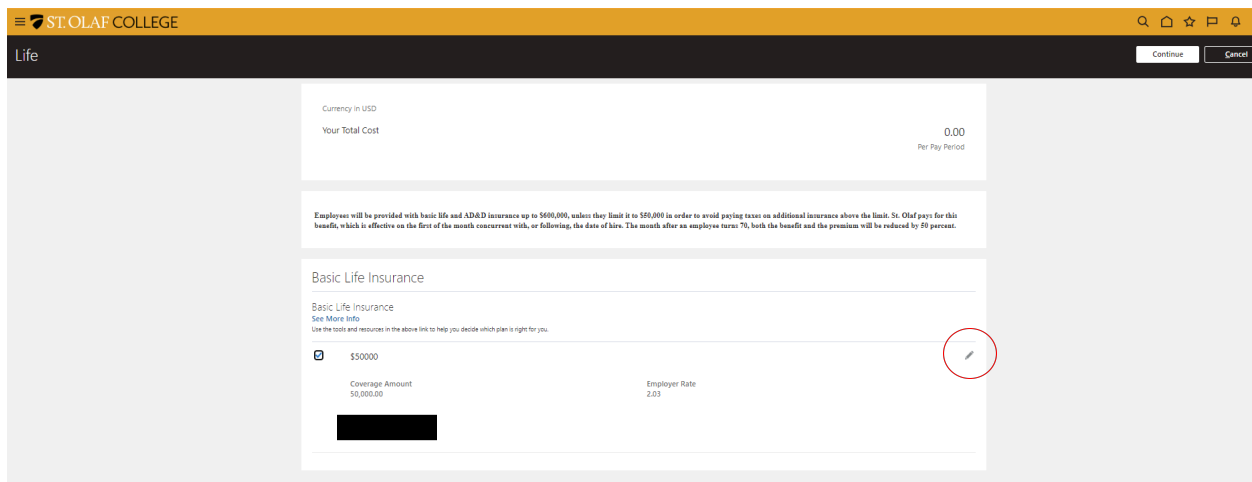 ST. OLAF COLLEGE
Life
Continue
Cancel
Currency in USD
Your Total Cost
0.00
Per Pay Period
Employees will be provided with basic life and AD&D insurance up to $600,000, unless they limit it to $50,000 in order to avoid paying taxes on additional insurance above the limit. St. Olaf pays for this
benefit, which is effective on the first of the month concurrent with, or following, the date of hire. The month after an employee turns 70, both the benefit and the premium will be reduced by 50 percent.
Basic Life Insurance
Basic Life Insurance
See More Info
Use the tools and resources in the above link to help you decide which plan is right for you.
$50000
Coverage Amount
Employer Rate
50,000.00
2.03